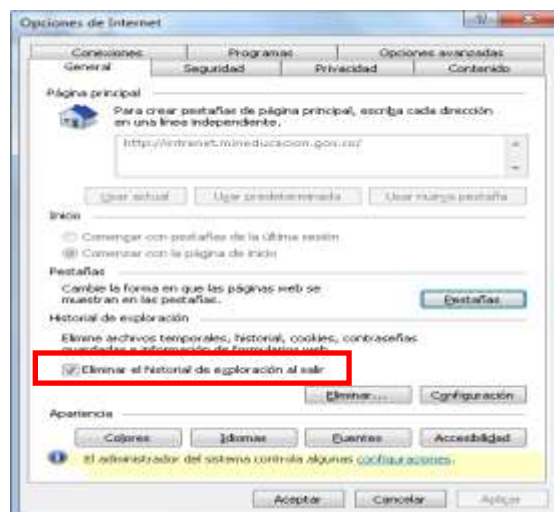 Opciones de Internet
Conexiones Programas Opciones avanzadas
General Seguridad Privacidad Contenido
Página principal
Para crear pestañas de página principal, escriba cada dirección
en una línea independiente.
http://intranet.mineducacion.gov.co/
Usar actual Usar predeterminada Usar nueva pestaña
Inicio
Comenzar con pestañas de la última sesión
Comenzar con la página de inicio
Pestañas
Cambie la forma en que las páginas web se
muestran en las pestañas.
Pestañas
Historial de exploración
Elimine archivos temporales, historial, cookies, contraseñas
guardadas e información de formularios web.
Eliminar el historial de exploración al salir
Eliminar... Configuración
Apariencia
Colores Idiomas Fuentes Accesibilidad
El administrador del sistema controla algunas configuraciones.
Aceptar Cancelar Aplicar